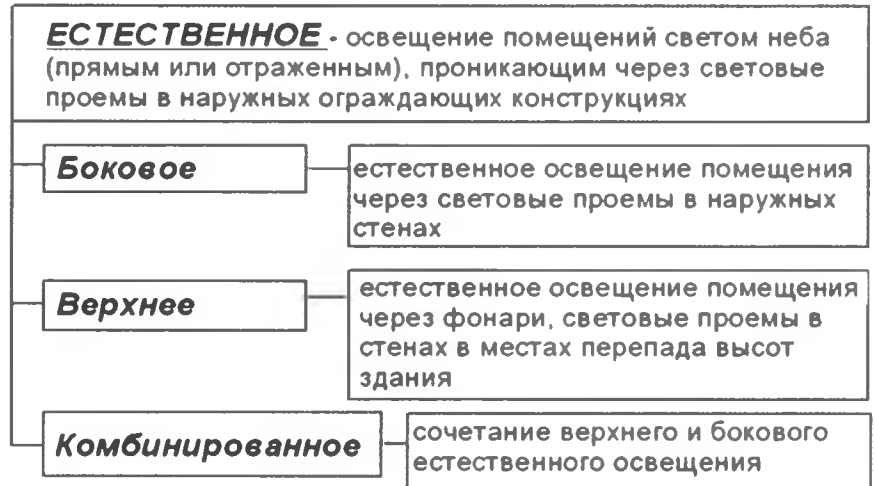 ЕСТЕСТВЕННОЕ - освещение помещений светом неба
(прямым или отраженным), проникающим через световые
проемы в наружных ограждающих конструкциях
Боковое
естественное освещение помещения
через световые проемы в наружных
стенах
Верхнее
естественное освещение помещения
через фонари, световые проемы в
стенах в местах перепада высот
здания
Комбинированное
сочетание верхнего и бокового
естественного освещения